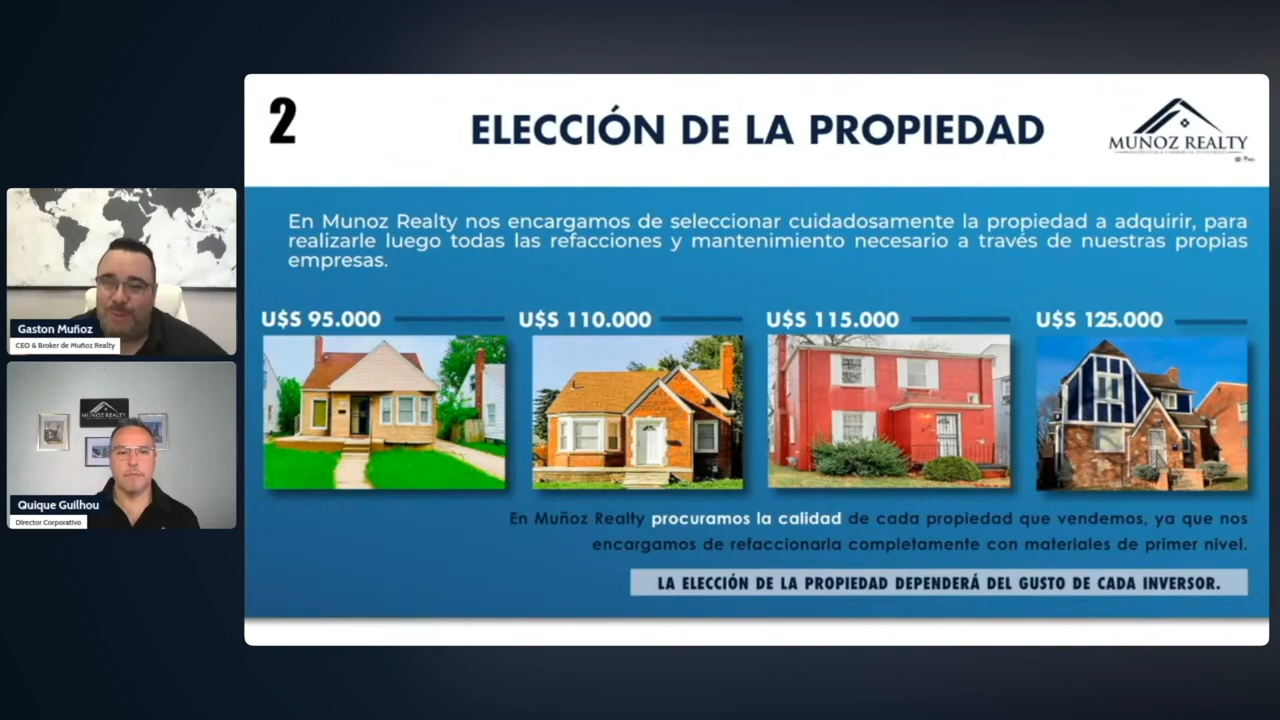 2
ELECCIÓN DE LA PROPIEDAD
MUNOZ REALTY
En Munoz Realty nos encargamos de seleccionar cuidadosamente la propiedad a adquirir, para
realizarle luego todas las refacciones y mantenimiento necesario a través de nuestras propias
empresas.
U$S 95.000
U$S 110.000
U$S 115.000
U$S 125.000
En Muñoz Realty procuramos la calidad de cada propiedad que vendemos, ya que nos
encargamos de refaccionarla completamente con materiales de primer nivel.
LA ELECCIÓN DE LA PROPIEDAD DEPENDERÁ DEL GUSTO DE CADA INVERSOR.
Gaston Muñoz
CEO & Broker de Muñoz Realty
MUNOZ REALTY
Quique Guilhou
Director Corporativo